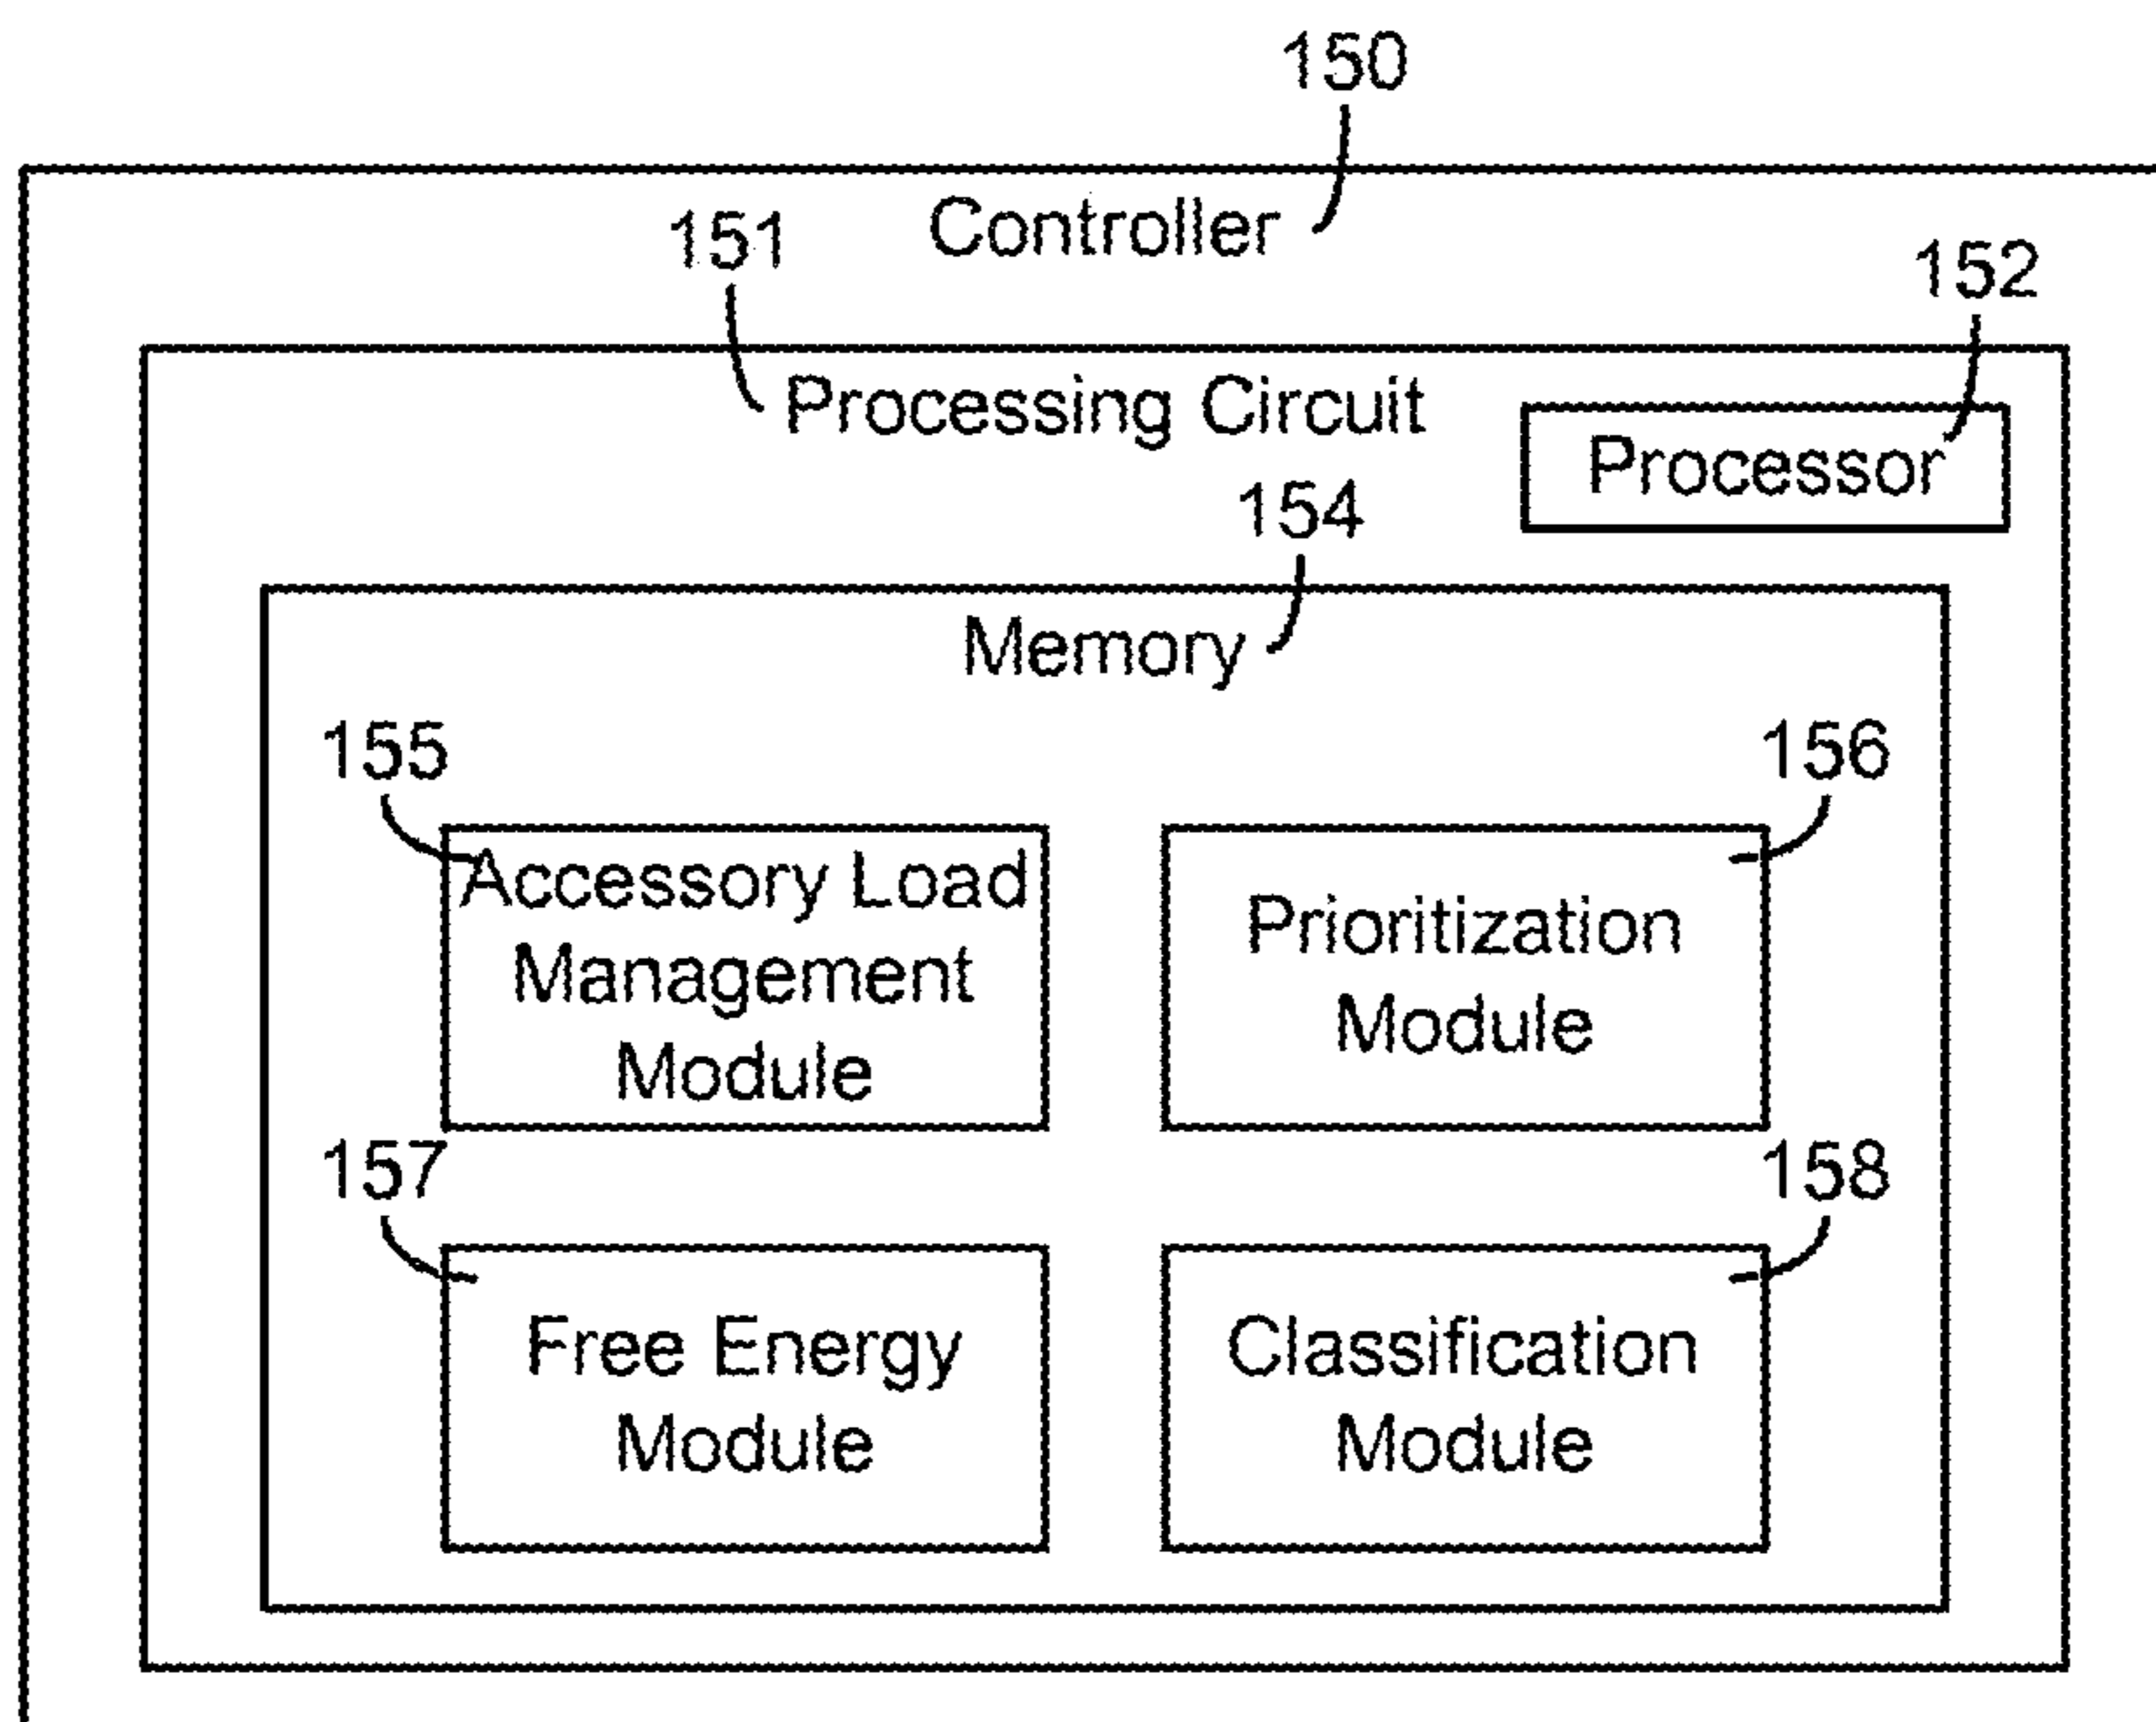 150
Controller
151
152
Processing Circuit
Processor
154
Memory
155
156
Accessory Load
Management
Module
Prioritization
Module
157
158
Free Energy
Module
Classification
Module